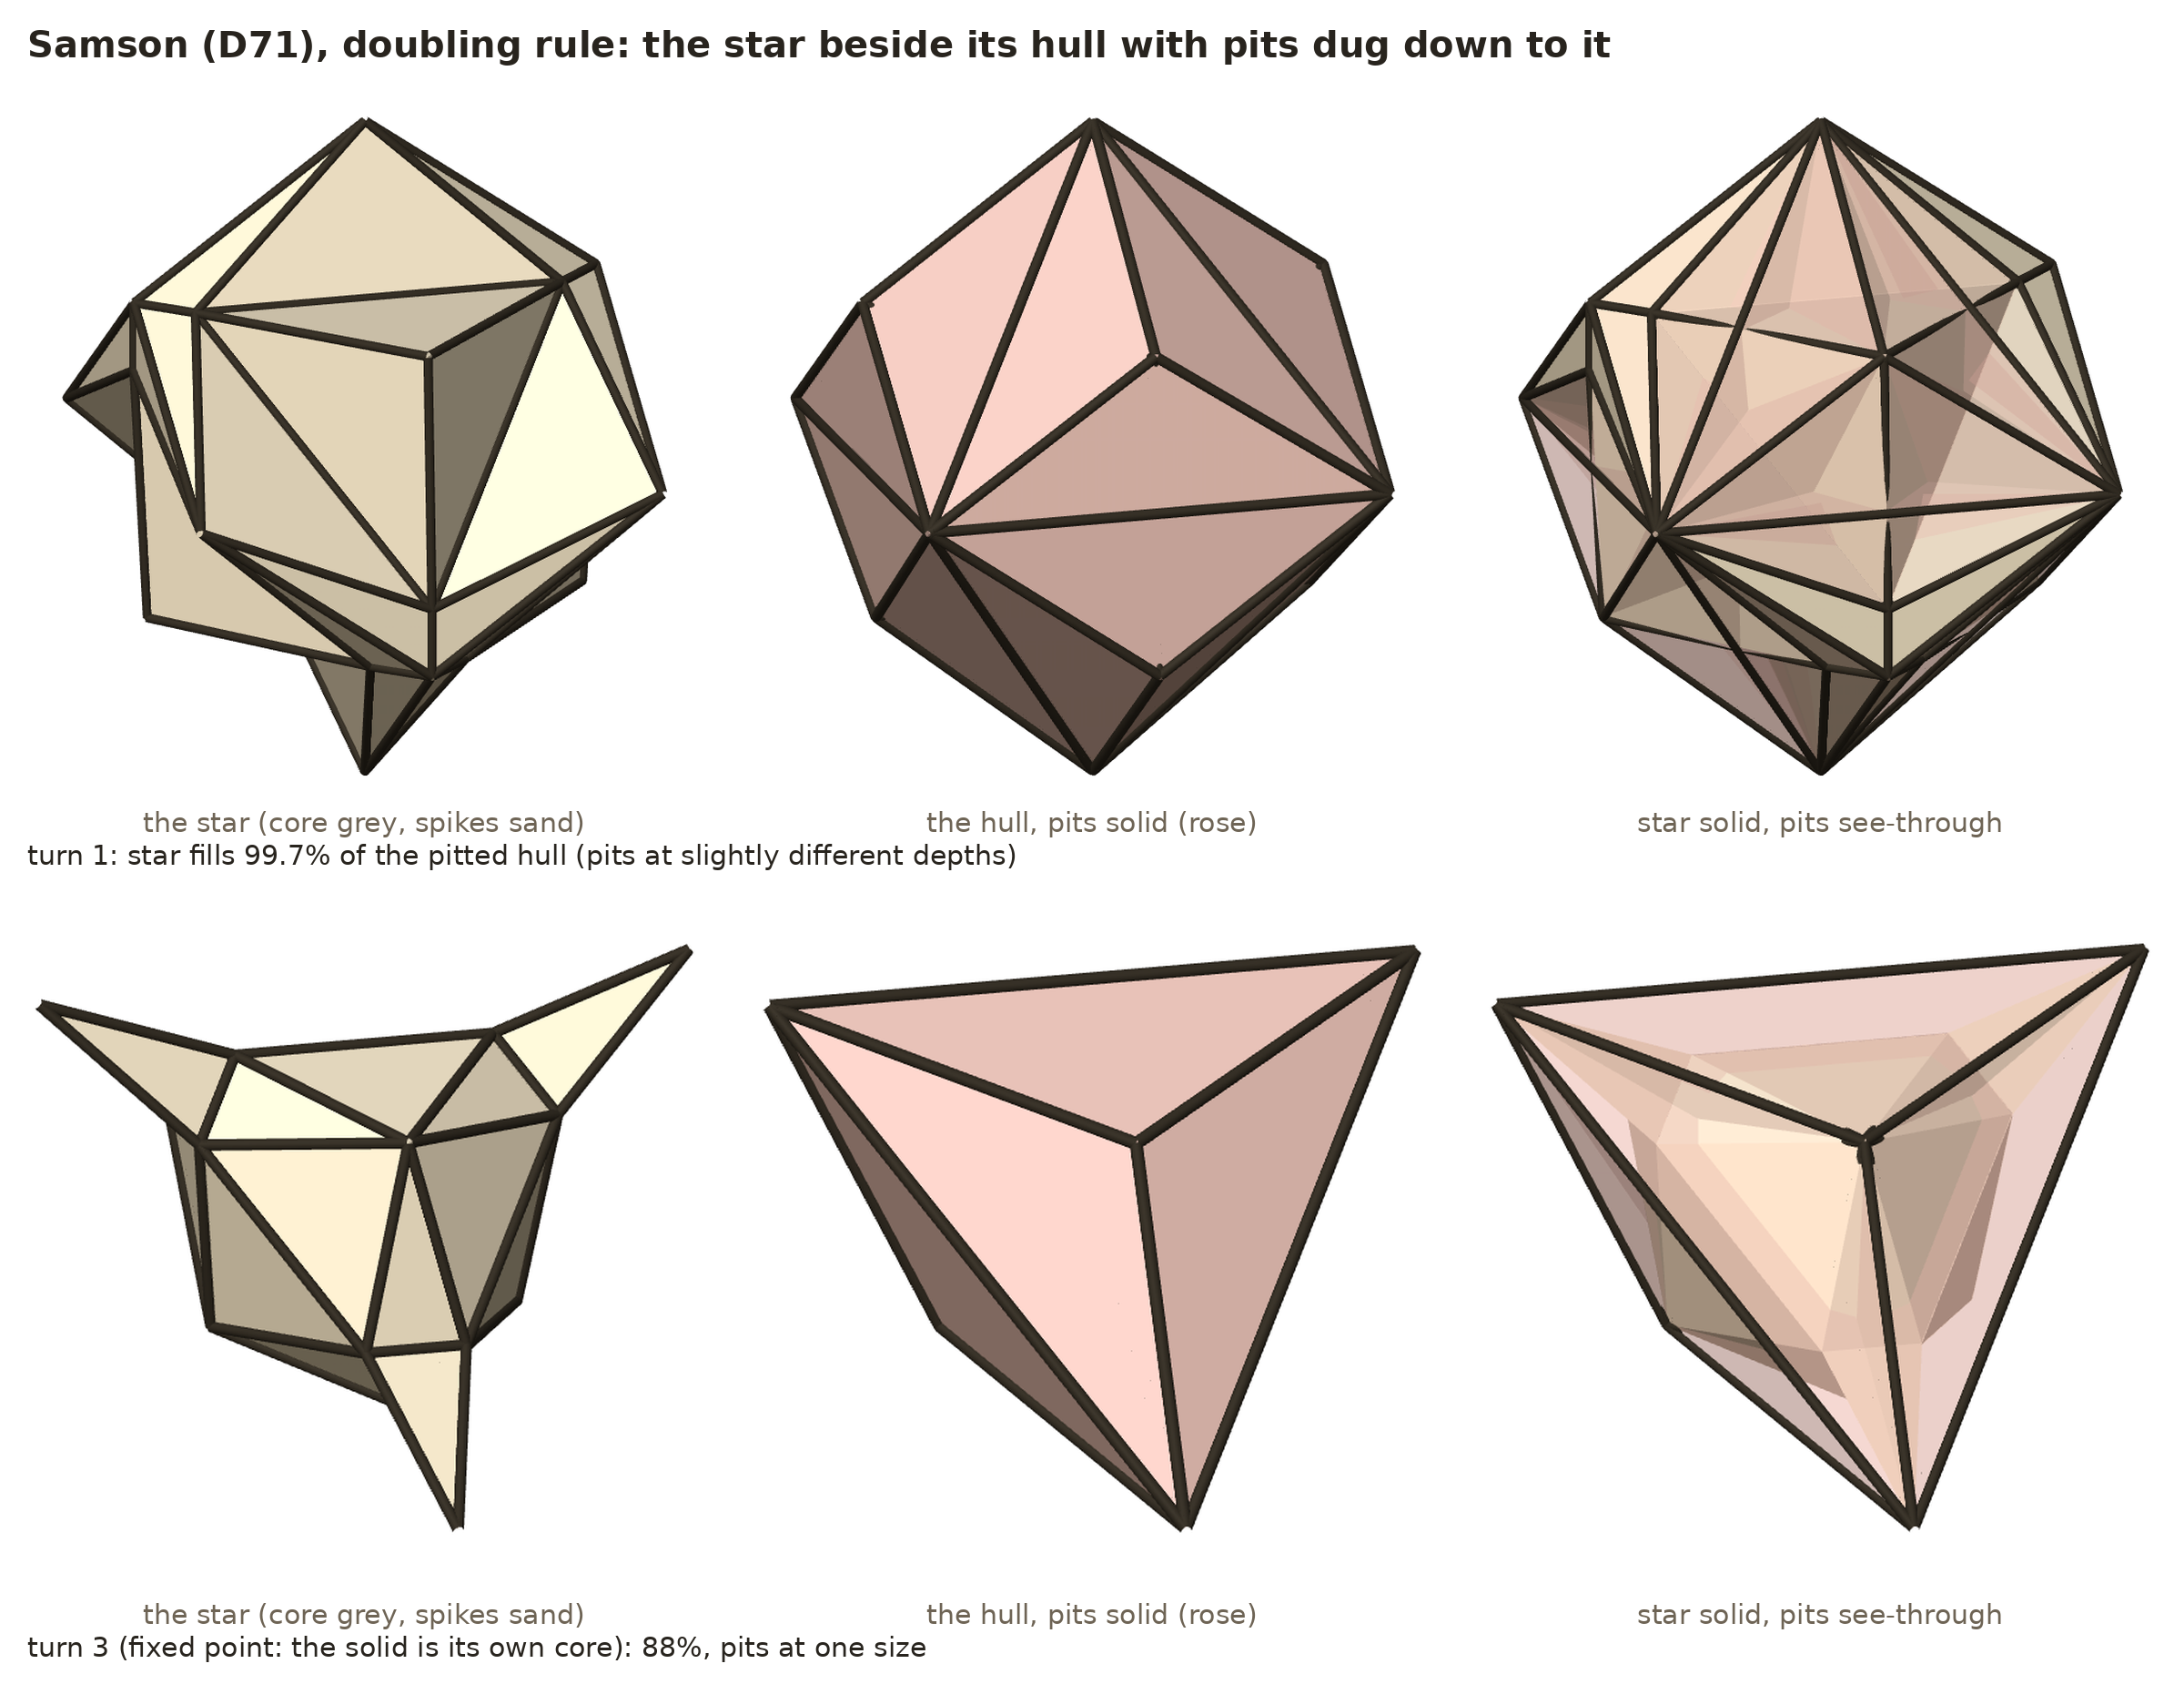 Samson (D71), doubling rule: the star beside its hull with pits dug down to it
the star (core grey, spikes sand)
the hull, pits solid (rose)
star solid, pits see-through
turn 1: star fills 99.7% of the pitted hull (pits at slightly different depths)
the star (core grey, spikes sand)
the hull, pits solid (rose)
star solid, pits see-through
turn 3 (fixed point: the solid is its own core): 88%, pits at one size